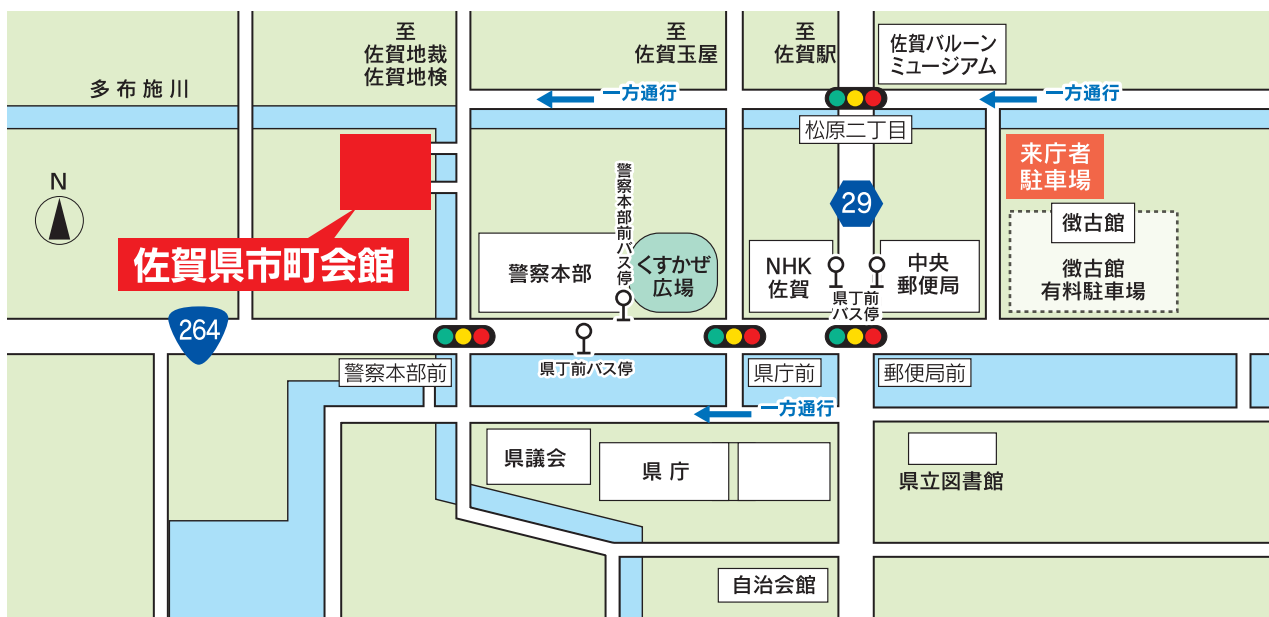 至
佐賀地裁
佐賀地検
至
佐賀玉屋
至
佐賀駅
佐賀バルーン
ミュージアム
多布施川
一方通行
一方通行
松原二丁目
来庁者
駐車場
N
警察本部前バス停
29
徴古館
佐賀県市町会館
警察本部
くすかぜ
広場
NHK
佐賀
中央
郵便局
徴古館
有料駐車場
県丁前
バス停
264
県丁前バス停
警察本部前
県庁前
郵便局前
一方通行
県議会
県庁
県立図書館
自治会館